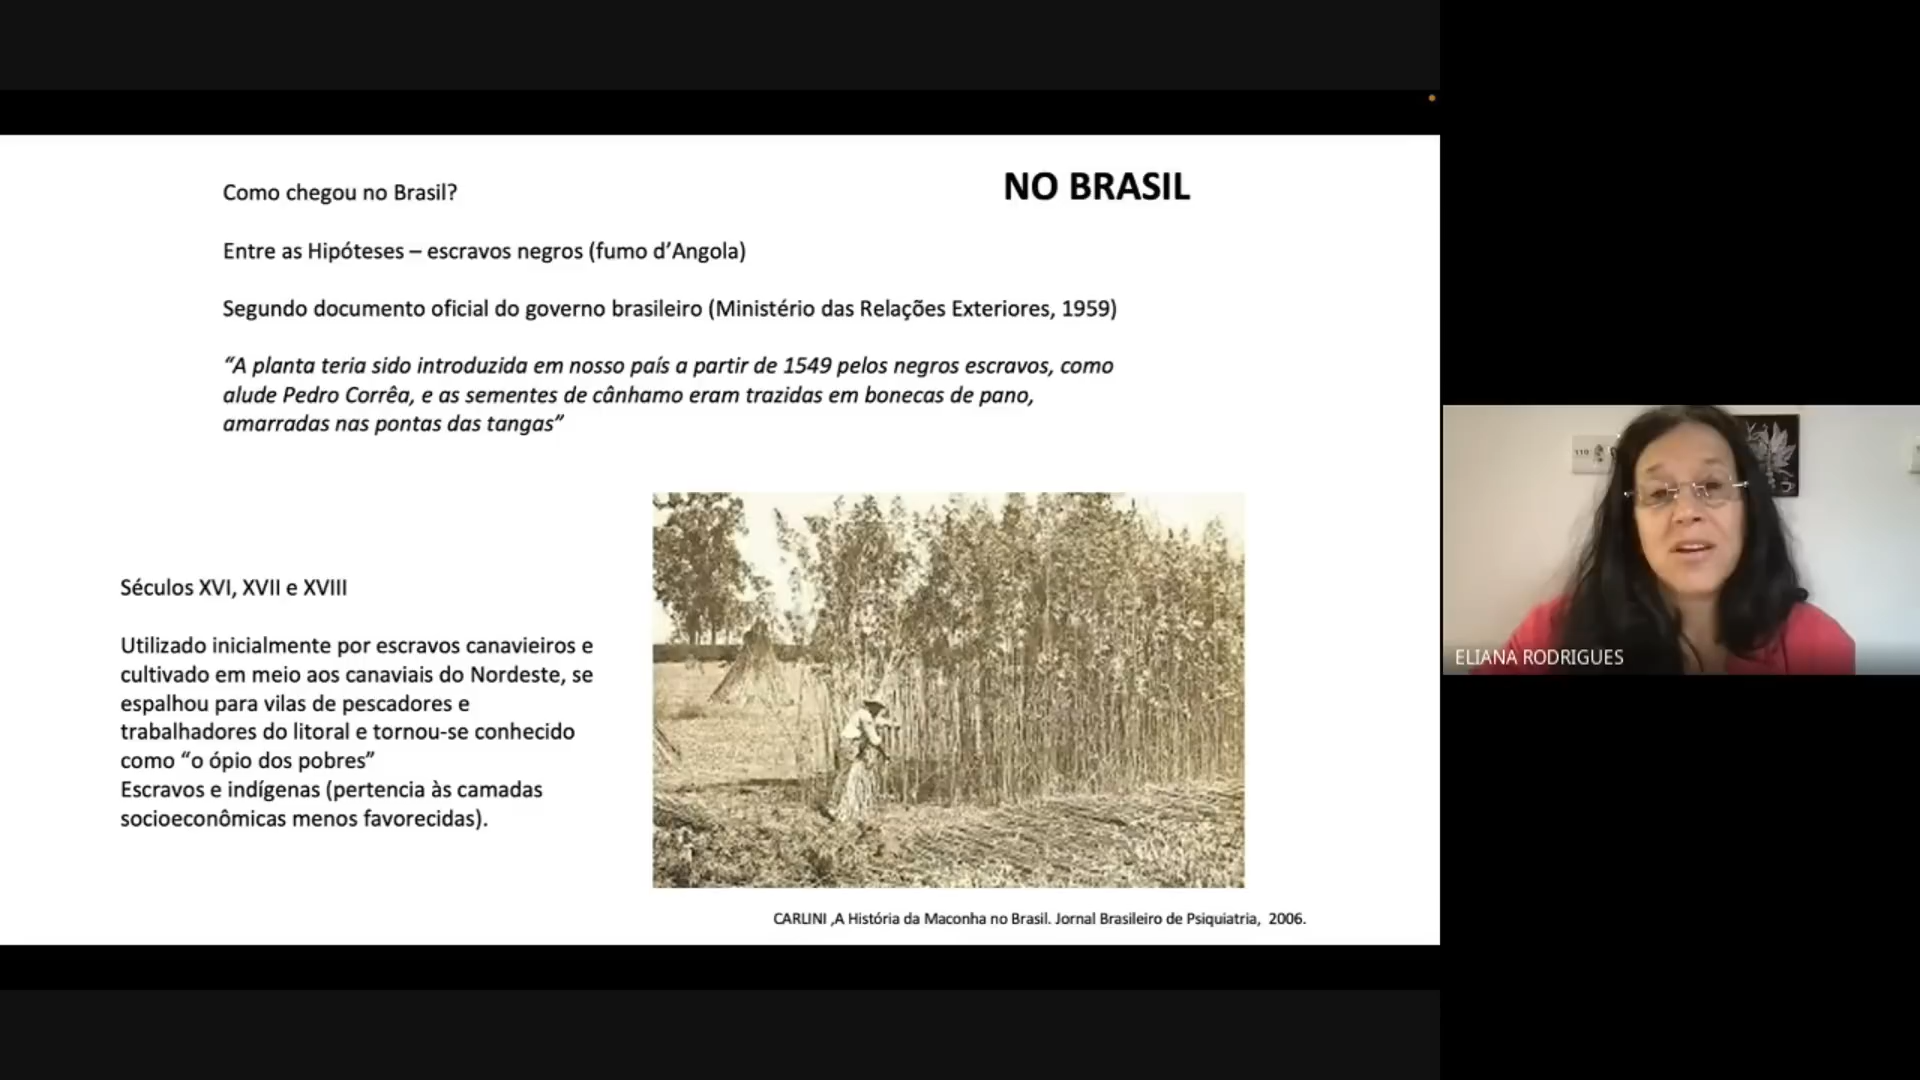 Como chegou no Brasil?
NO BRASIL
Entre as Hipóteses – escravos negros (fumo d’Angola)
Segundo documento oficial do governo brasileiro (Ministério das Relações Exteriores, 1959)
“A planta teria sido introduzida em nosso país a partir de 1549 pelos negros escravos, como
alude Pedro Corrêa, e as sementes de cânhamo eram trazidas em bonecas de pano,
amarradas nas pontas das tangas”
Séculos XVI, XVII e XVIII
Utilizado inicialmente por escravos canavieiros e
cultivado em meio aos canaviais do Nordeste, se
espalhou para vilas de pescadores e
trabalhadores do litoral e tornou-se conhecido
como “o ópio dos pobres”
Escravos e indígenas (pertencia às camadas
socioeconômicas menos favorecidas).
CARLINI ,A História da Maconha no Brasil. Jornal Brasileiro de Psiquiatria, 2006.
ELIANA RODRIGUES